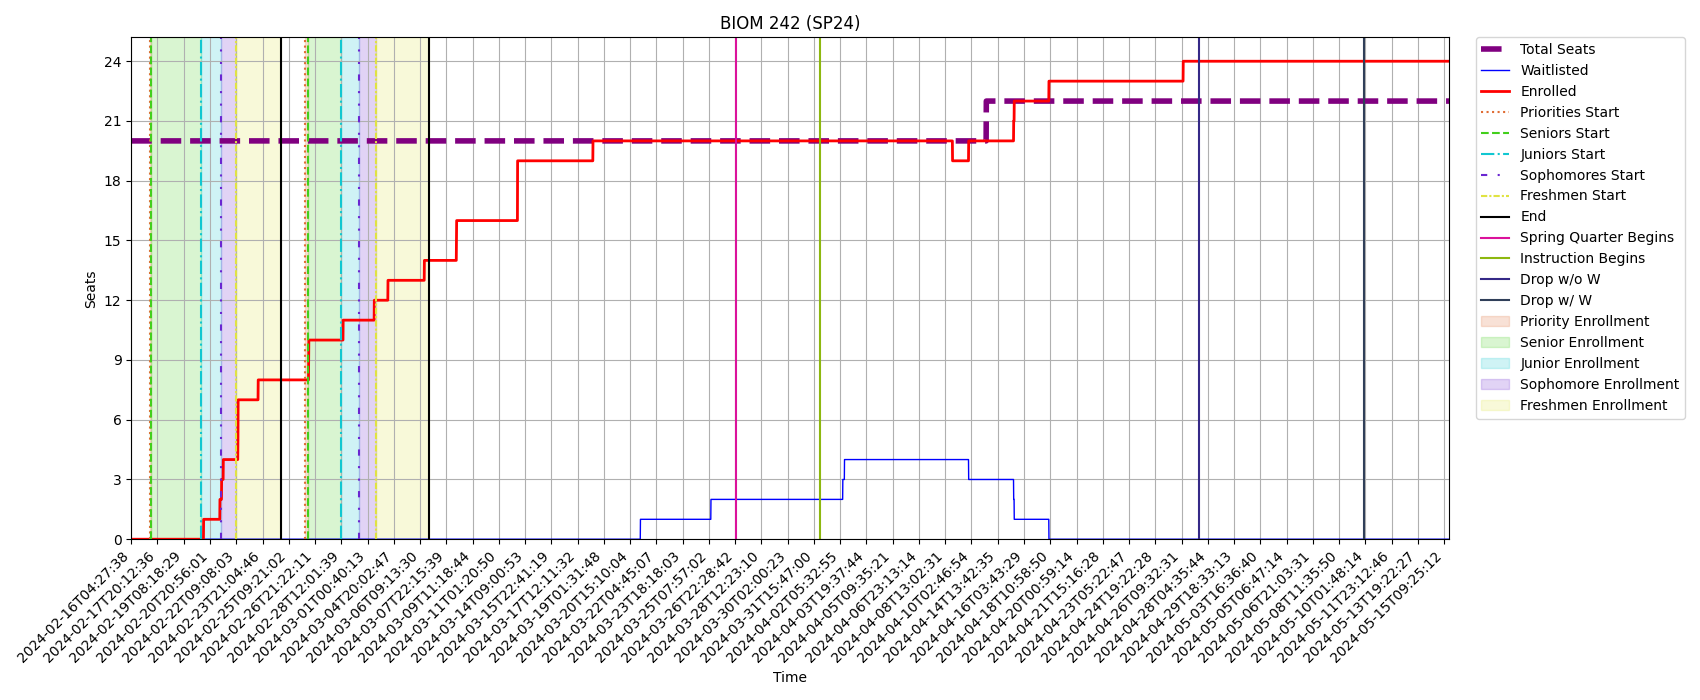 BIOM 242 (SP24)
Seats
24
21
18
15
12
9
6
3
0
2024-02-16T04:27:38
2024-02-17T20:12:36
2024-02-19T08:18:29
2024-02-20T20:56:01
2024-02-22T09:08:03
2024-02-23T21:04:46
2024-02-25T09:21:02
2024-02-26T21:22:11
2024-02-28T12:01:39
2024-03-01T00:40:13
2024-03-04T20:02:47
2024-03-06T09:13:30
2024-03-07T22:15:39
2024-03-09T11:18:44
2024-03-11T01:20:50
2024-03-14T09:00:53
2024-03-15T22:41:19
2024-03-17T12:11:32
2024-03-19T01:31:48
2024-03-20T15:10:04
2024-03-22T04:45:07
2024-03-23T18:18:03
2024-03-25T07:57:02
2024-03-26T22:28:42
2024-03-28T12:23:10
2024-03-30T02:00:23
2024-03-31T15:47:00
2024-04-02T05:32:55
2024-04-03T19:37:44
2024-04-05T09:35:21
2024-04-06T23:13:14
2024-04-08T13:02:31
2024-04-10T02:46:54
2024-04-14T13:42:35
2024-04-16T03:43:29
2024-04-18T10:58:50
2024-04-20T00:59:14
2024-04-21T15:16:28
2024-04-23T05:22:47
2024-04-24T19:22:28
2024-04-26T09:32:31
2024-04-28T04:35:44
2024-04-29T18:33:13
2024-05-03T16:36:40
2024-05-05T06:47:14
2024-05-06T21:03:31
2024-05-08T11:35:50
2024-05-10T01:48:14
2024-05-11T23:12:46
2024-05-13T19:22:27
2024-05-15T09:25:12
Time
Total Seats
Waitlisted
Enrolled
Priorities Start
Seniors Start
Juniors Start
Sophomores Start
Freshmen Start
End
Spring Quarter Begins
Instruction Begins
Drop w/o W
Drop w/ W
Priority Enrollment
Senior Enrollment
Junior Enrollment
Sophomore Enrollment
Freshmen Enrollment